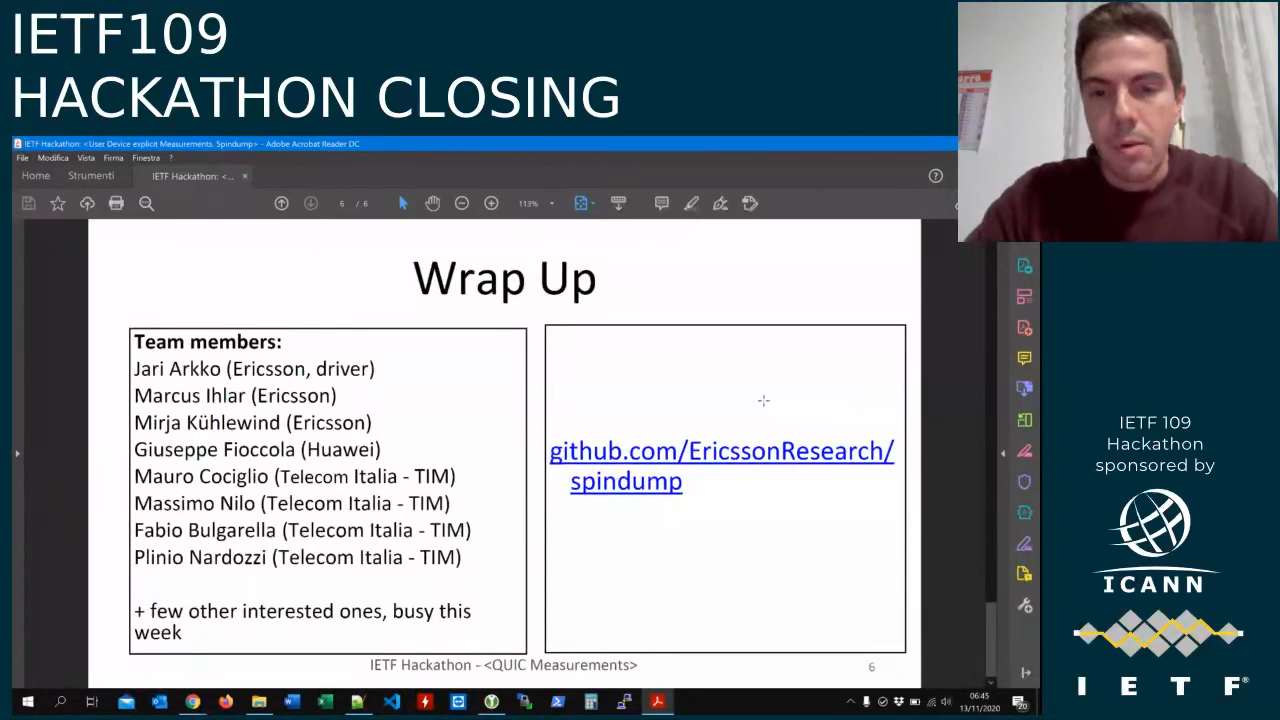 IETF109
HACKATHON CLOSING
IETF Hackathon: <User Device explicit Measurements. Spindump> - Adobe Acrobat Reader DC
File Modifica Vista Firma Finestra ?
Home Strumenti IETF Hackathon: <... ×
6 / 6 113%
Wrap Up
Team members:
Jari Arkko (Ericsson, driver)
Marcus Ihlar (Ericsson)
Mirja Kühlewind (Ericsson)
Giuseppe Fioccola (Huawei)
Mauro Cociglio (Telecom Italia - TIM)
Massimo Nilo (Telecom Italia - TIM)
Fabio Bulgarella (Telecom Italia - TIM)
Plinio Nardozzi (Telecom Italia - TIM)
+ few other interested ones, busy this
week
github.com/EricssonResearch/
spindump
IETF Hackathon - <QUIC Measurements> 6
06:45
13/11/2020
20
IETF 109
Hackathon
sponsored by
ICANN
IETF®